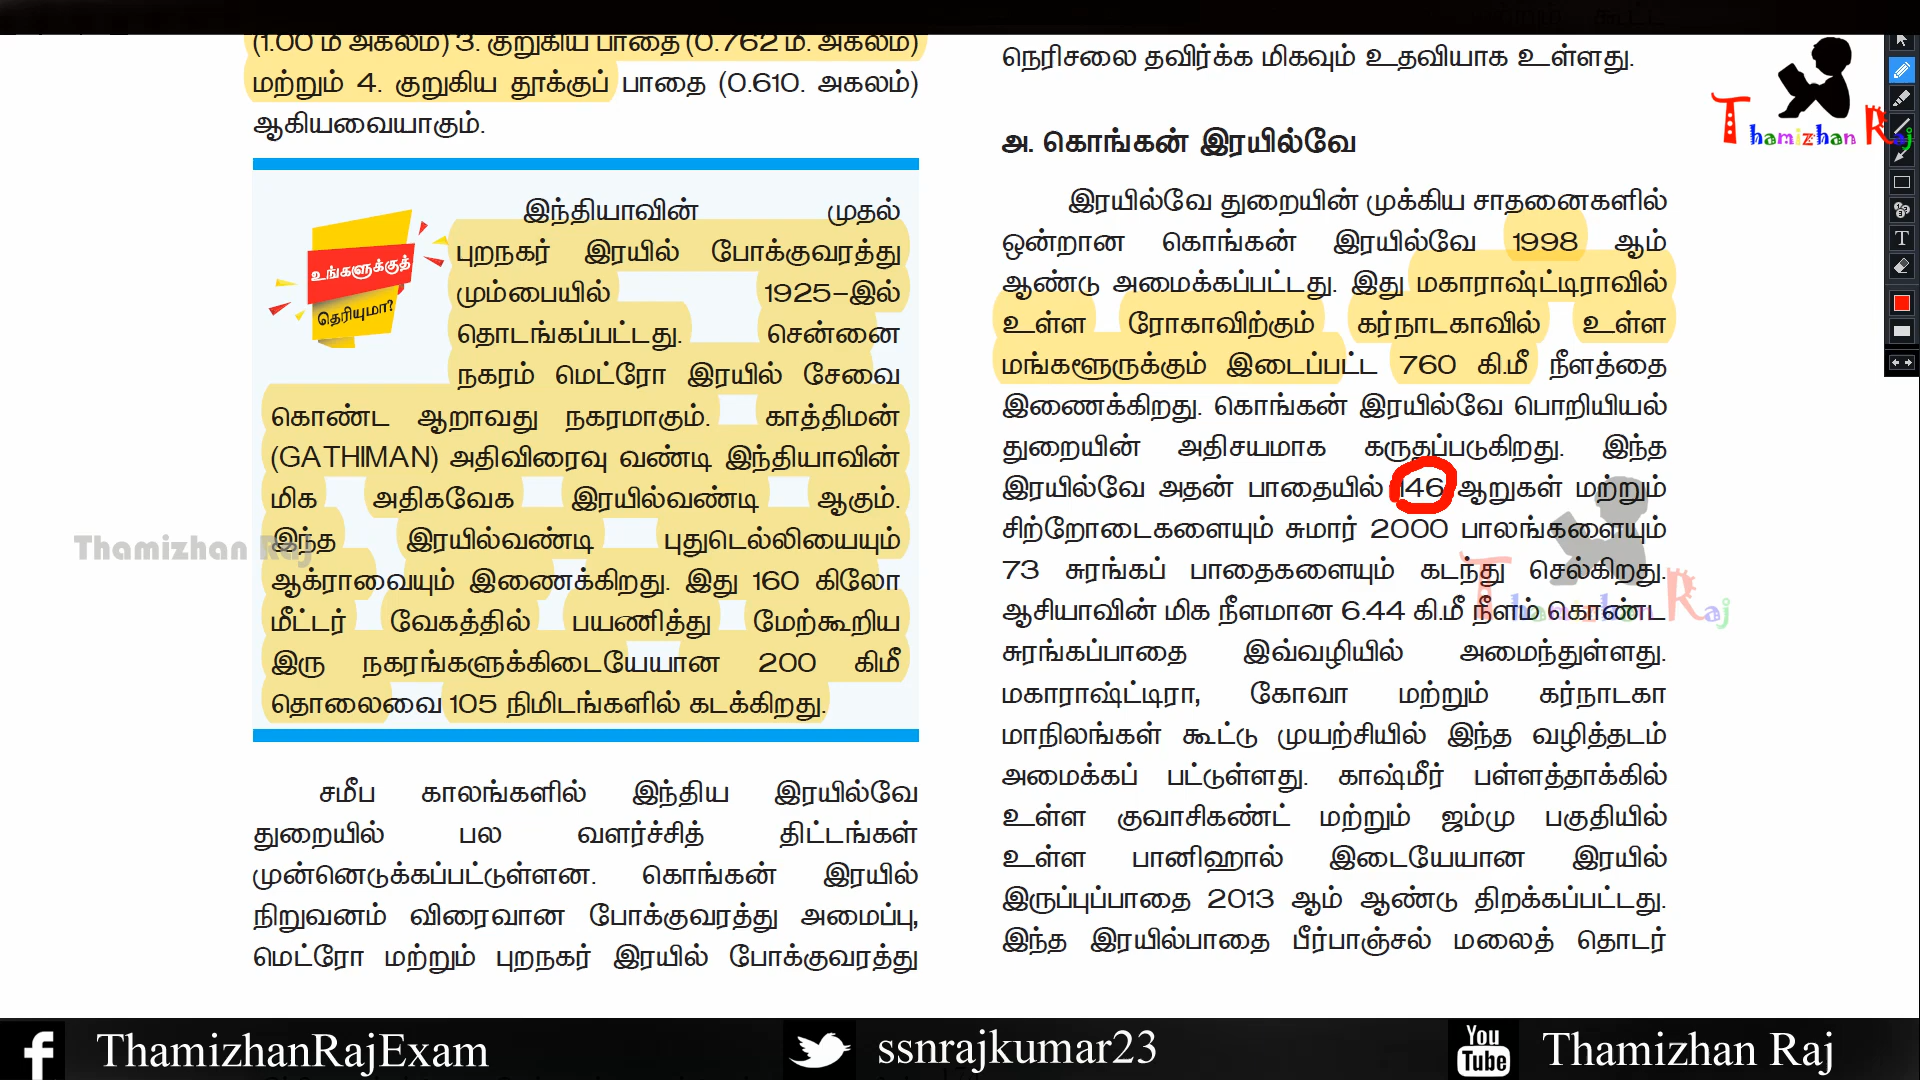 (1.00 மீ அகலம்) 3. குறுகிய பாதை (0.762 மீ. அகலம்)
மற்றும் 4. குறுகிய தூக்குப் பாதை (0.610. அகலம்)
ஆகியவையாகும்.
உங்களுக்குத்
தெரியுமா?
இந்தியாவின் முதல்
புறநகர் இரயில் போக்குவரத்து
மும்பையில் 1925-இல்
தொடங்கப்பட்டது. சென்னை
நகரம் மெட்ரோ இரயில் சேவை
கொண்ட ஆறாவது நகரமாகும். காத்திமன்
(GATHIMAN) அதிவிரைவு வண்டி இந்தியாவின்
மிக அதிகவேக இரயில்வண்டி ஆகும்.
இந்த இரயில்வண்டி புதுடெல்லியையும்
ஆக்ராவையும் இணைக்கிறது. இது 160 கிலோ
மீட்டர் வேகத்தில் பயணித்து மேற்கூறிய
இரு நகரங்களுக்கிடையேயான 200 கிமீ
தொலைவை 105 நிமிடங்களில் கடக்கிறது.
சமீப காலங்களில் இந்திய இரயில்வே
துறையில் பல வளர்ச்சித் திட்டங்கள்
முன்னெடுக்கப்பட்டுள்ளன. கொங்கன் இரயில்
நிறுவனம் விரைவான போக்குவரத்து அமைப்பு,
மெட்ரோ மற்றும் புறநகர் இரயில் போக்குவரத்து
நெரிசலை தவிர்க்க மிகவும் உதவியாக உள்ளது.
அ. கொங்கன் இரயில்வே
இரயில்வே துறையின் முக்கிய சாதனைகளில்
ஒன்றான கொங்கன் இரயில்வே 1998 ஆம்
ஆண்டு அமைக்கப்பட்டது. இது மகாராஷ்ட்டிராவில்
உள்ள ரோகாவிற்கும் கர்நாடகாவில் உள்ள
மங்களூருக்கும் இடைப்பட்ட 760 கி.மீ நீளத்தை
இணைக்கிறது. கொங்கன் இரயில்வே பொறியியல்
துறையின் அதிசயமாக கருதப்படுகிறது. இந்த
இரயில்வே அதன் பாதையில் 146 ஆறுகள் மற்றும்
சிற்றோடைகளையும் சுமார் 2000 பாலங்களையும்
73 சுரங்கப் பாதைகளையும் கடந்து செல்கிறது.
ஆசியாவின் மிக நீளமான 6.44 கி.மீ நீளம் கொண்ட
சுரங்கப்பாதை இவ்வழியில் அமைந்துள்ளது.
மகாராஷ்ட்டிரா, கோவா மற்றும் கர்நாடகா
மாநிலங்கள் கூட்டு முயற்சியில் இந்த வழித்தடம்
அமைக்கப் பட்டுள்ளது. காஷ்மீர் பள்ளத்தாக்கில்
உள்ள குவாசிகண்ட் மற்றும் ஜம்மு பகுதியில்
உள்ள பானிஹால் இடையேயான இரயில்
இருப்புப்பாதை 2013 ஆம் ஆண்டு திறக்கப்பட்டது.
இந்த இரயில்பாதை பீர்பாஞ்சல் மலைத் தொடர்
Thamizhan Raj
Thamizhan Raj
Thamizhan Raj
ThamizhanRajExam
ssnrajkumar23
You Tube
Thamizhan Raj